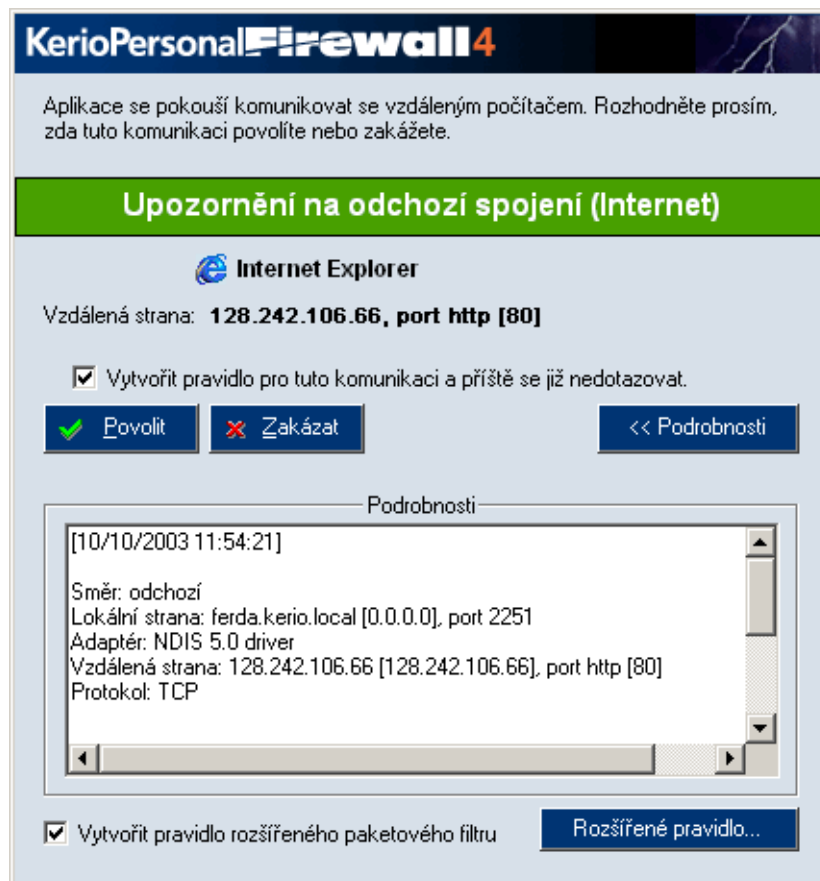 KerioPersonalFirewall4
Aplikace se pokouší komunikovat se vzdáleným počítačem. Rozhodněte prosím,
zda tuto komunikaci povolíte nebo zakážete.
Upozornění na odchozí spojení (Internet)
Internet Explorer
Vzdálená strana: 128.242.106.66, port http [80]
Vytvořit pravidlo pro tuto komunikaci a příště se již nedotazovat.
Povolit Zakázat << Podrobnosti
Podrobnosti
[10/10/2003 11:54:21]
Směr: odchozí
Lokální strana: ferda.kerio.local [0.0.0.0], port 2251
Adaptér: NDIS 5.0 driver
Vzdálená strana: 128.242.106.66 [128.242.106.66], port http [80]
Protokol: TCP
Vytvořit pravidlo rozšířeného paketového filtru Rozšířené pravidlo...